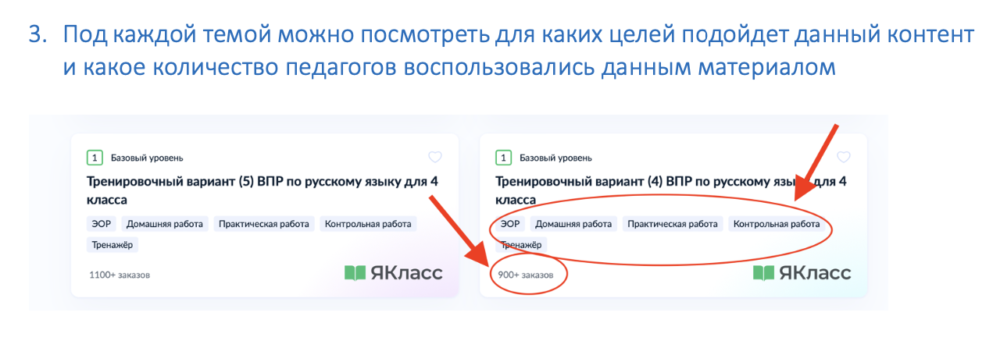 3. Под каждой темой можно посмотреть для каких целей подойдет данный контент
и какое количество педагогов воспользовались данным материалом
1 Базовый уровень
Тренировочный вариант (5) ВПР по русскому языку для 4
класса
ЭОР Домашняя работа Практическая работа Контрольная работа
Тренажёр
1100+ заказов ЯКласс
1 Базовый уровень
Тренировочный вариант (4) ВПР по русскому языку для 4
класса
ЭОР Домашняя работа Практическая работа Контрольная работа
Тренажёр
900+ заказов ЯКласс